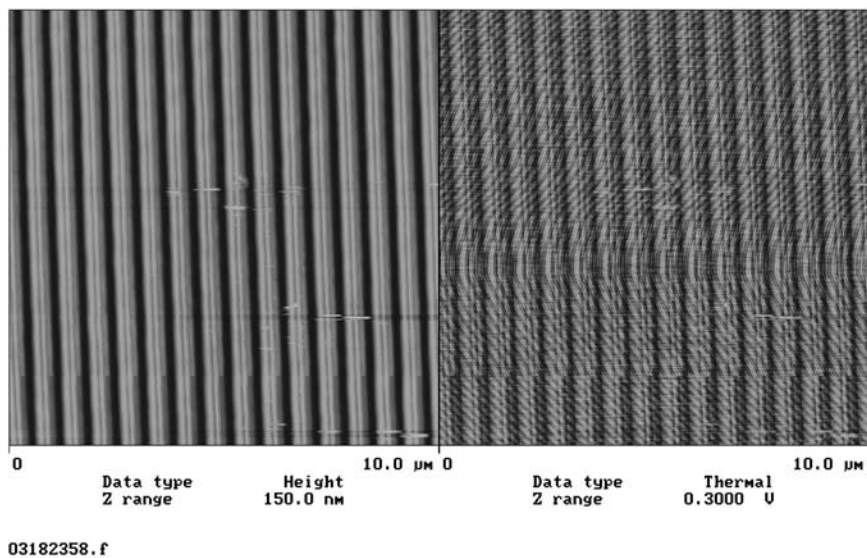 0 10.0 µm 0 10.0 µm
Data type Height Data type Thermal
Z range 150.0 nm Z range 0.3000 V
03182358.f